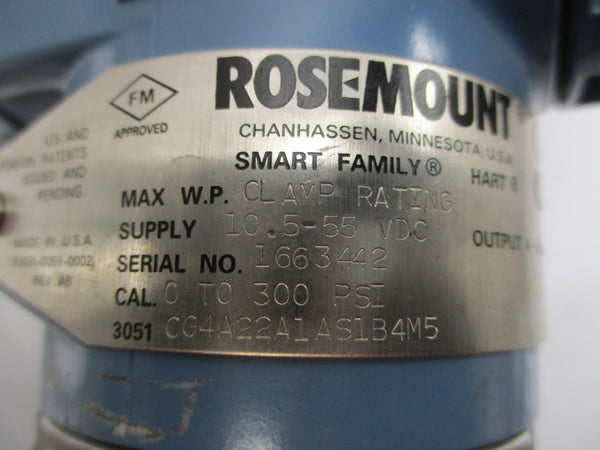 FM
APPROVED
ROSEMOUNT
CHANHASSEN, MINNESOTA, U.S.A.
SMART FAMILY® HART ®
U.S. AND
PATENTS
ISSUED AND
PENDING.
MAX W.P. CLAMP RATING
SUPPLY 10.5-55 VDC OUTPUT
MADE IN U.S.A.
REV. AB
SERIAL NO. 1663442
CAL. 0 TO 300 PSI
3051 CG4A22A1AS1B4M5